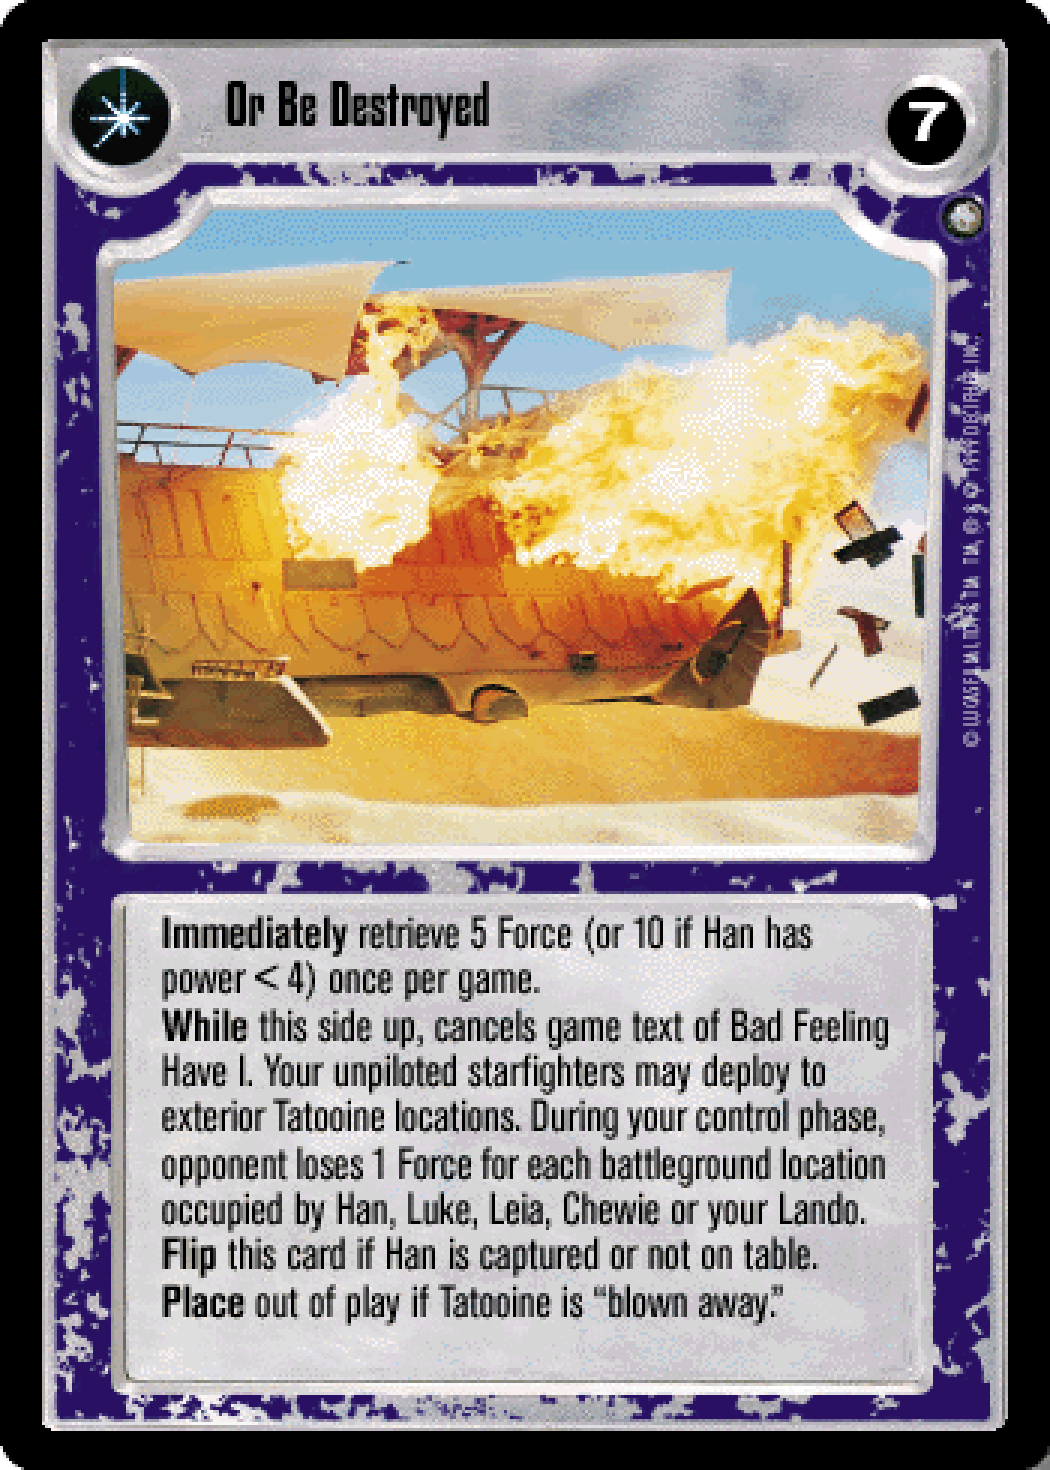 Or Be Destroyed
7
Immediately retrieve 5 Force (or 10 if Han has
power < 4) once per game.
While this side up, cancels game text of Bad Feeling
Have I. Your unpiloted starfighters may deploy to
exterior Tatooine locations. During your control phase,
opponent loses 1 Force for each battleground location
occupied by Han, Luke, Leia, Chewie or your Lando.
Flip this card if Han is captured or not on table.
Place out of play if Tatooine is “blown away.”